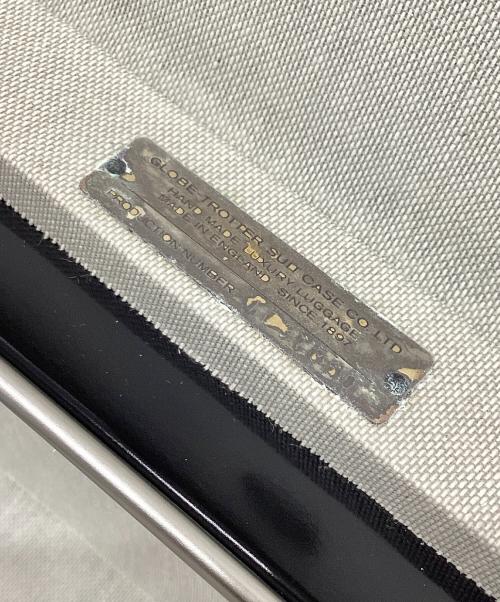 GLOBE-TROTTER SUIT CASE CO. LTD
HAND MADE LUXURY LUGGAGE
MADE IN ENGLAND SINCE 1897
PRODUCTION NUMBER